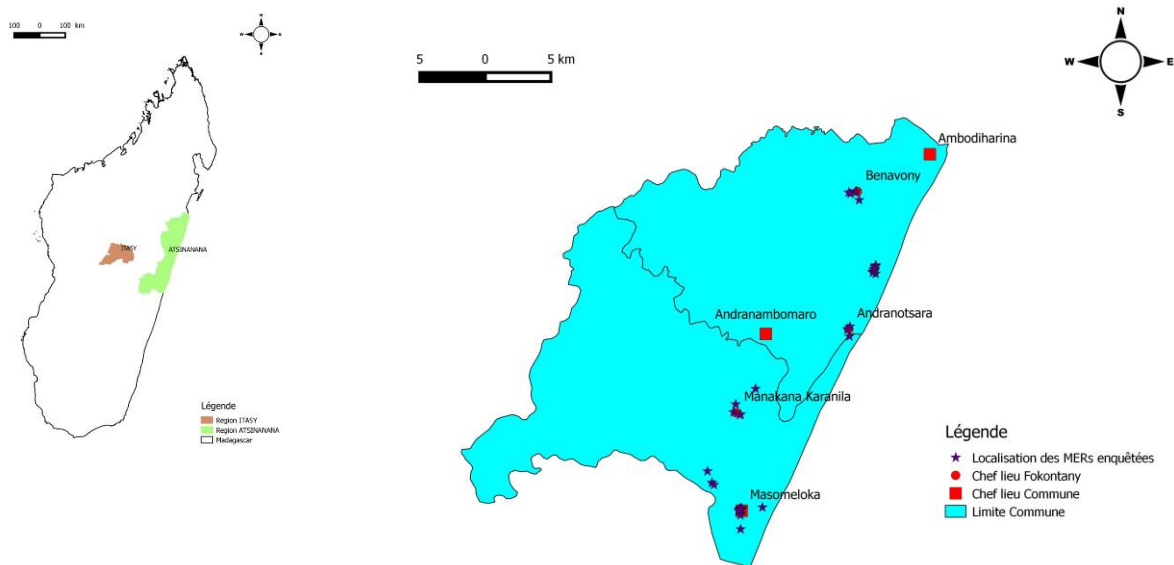 100 0 100 km
N
W E
S
ITASY
ATSINANANA
Légende
Region ITASY
Region ATSINANANA
Madagascar
5 0 5 km
N
W E
S
Ambodiharina
Benavony
Andranambomaro
Andranotsara
Manakana Karanila
Masomeloka
Légende
Localisation des MERs enquêtées
Chef lieu Fokontany
Chef lieu Commune
Limite Commune